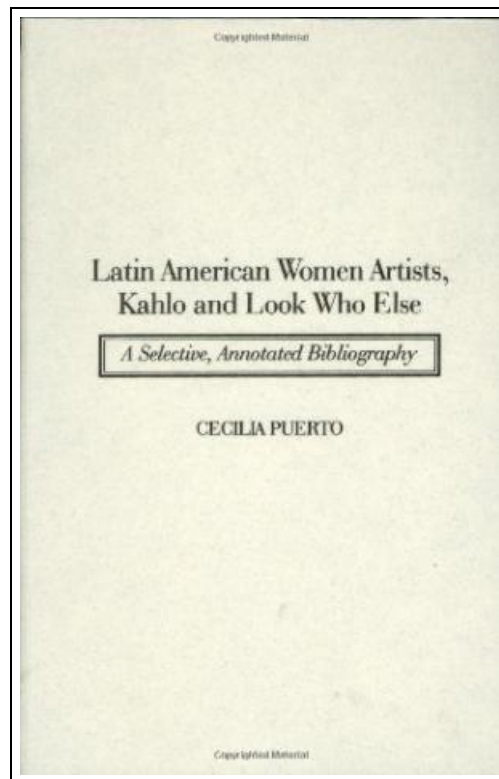 Copyrighted Material
Latin American Women Artists,
Kahlo and Look Who Else
A Selective, Annotated Bibliography
CECILIA PUERTO
Copyrighted Material